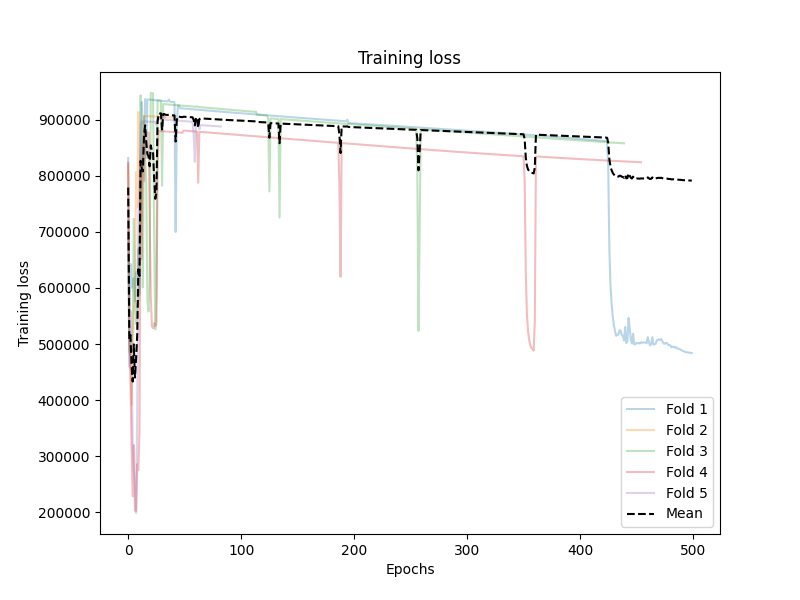 Training loss
900000
800000
700000
600000
500000
400000
300000
200000
Training loss
0
100
200
300
400
500
Epochs
Fold 1
Fold 2
Fold 3
Fold 4
Fold 5
Mean